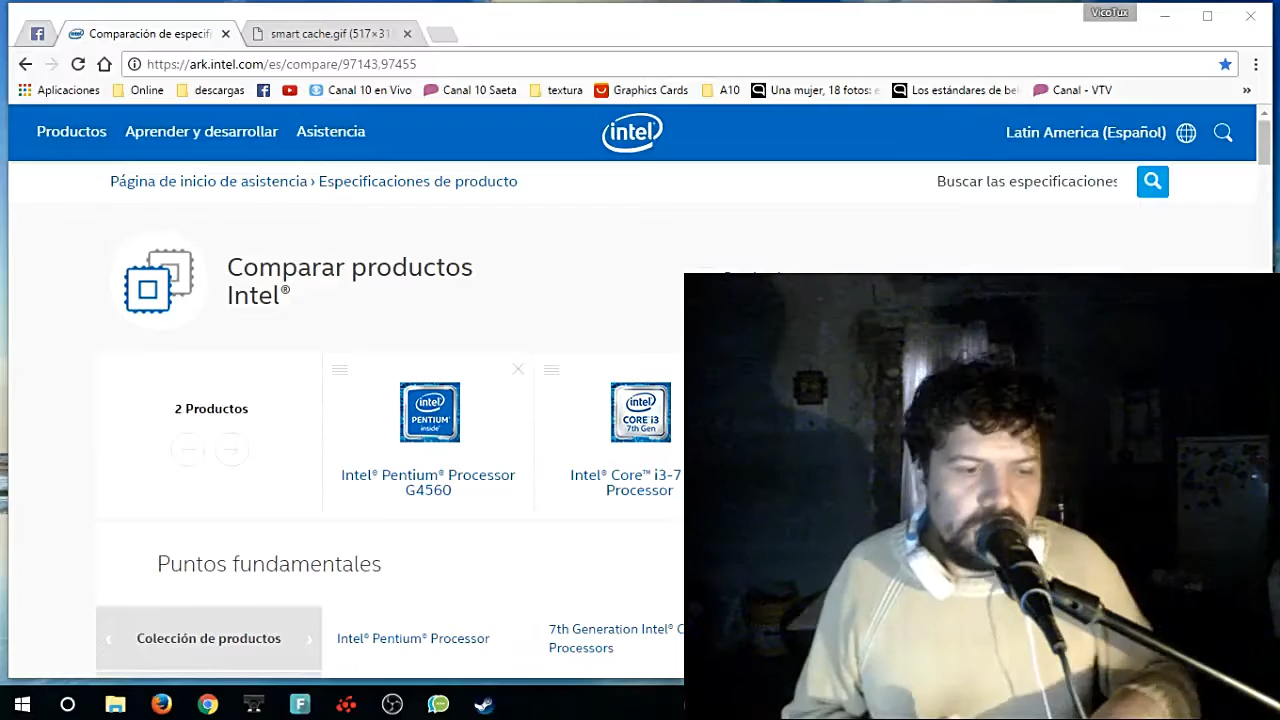 VicoTux
Comparación de especif
smart cache.gif (517×31
https://ark.intel.com/es/compare/97143,97455
Aplicaciones
Online
descargas
Canal 10 en Vivo
Canal 10 Saeta
textura
Graphics Cards
A10
Una mujer, 18 fotos: e
Los estándares de bel
Canal - VTV
»
Productos
Aprender y desarrollar
Asistencia
intel
Latin America (Español)
Página de inicio de asistencia › Especificaciones de producto
Buscar las especificaciones
Comparar productos
Intel®
2 Productos
intel
PENTIUM®
inside™
intel
CORE i3
7th Gen
Intel® Pentium® Processor
G4560
Intel® Core™ i3-7
Processor
Puntos fundamentales
Colección de productos
Intel® Pentium® Processor
7th Generation Intel® C
Processors